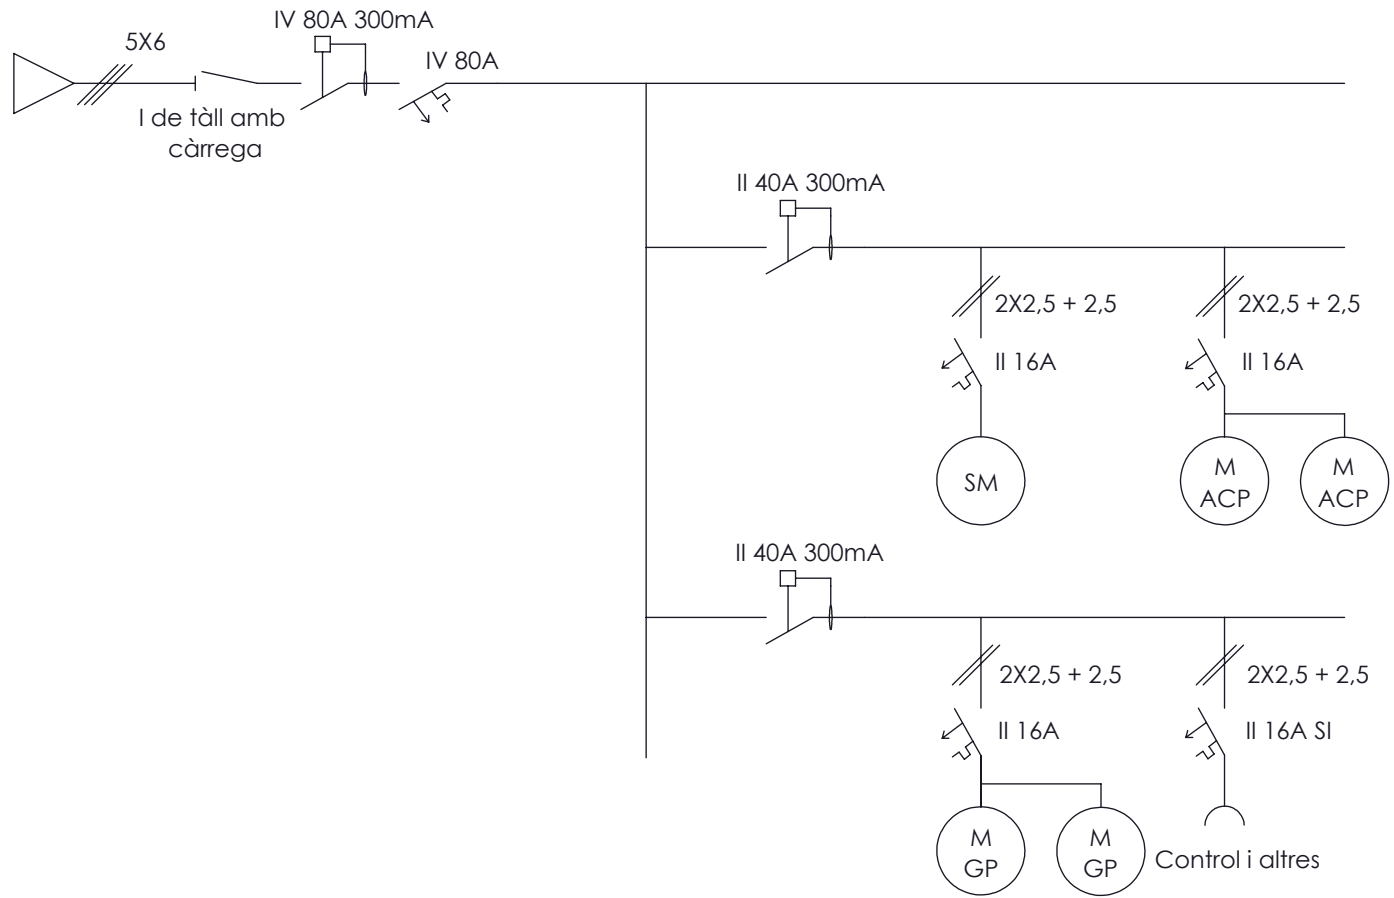 IV 80A 300mA
5X6
IV 80A
I de tàll amb
càrrega
II 40A 300mA
2X2,5 + 2,5
2X2,5 + 2,5
II 16A
II 16A
SM
M
ACP
M
ACP
II 40A 300mA
2X2,5 + 2,5
2X2,5 + 2,5
II 16A
II 16A SI
M
GP
M
GP
Control i altres